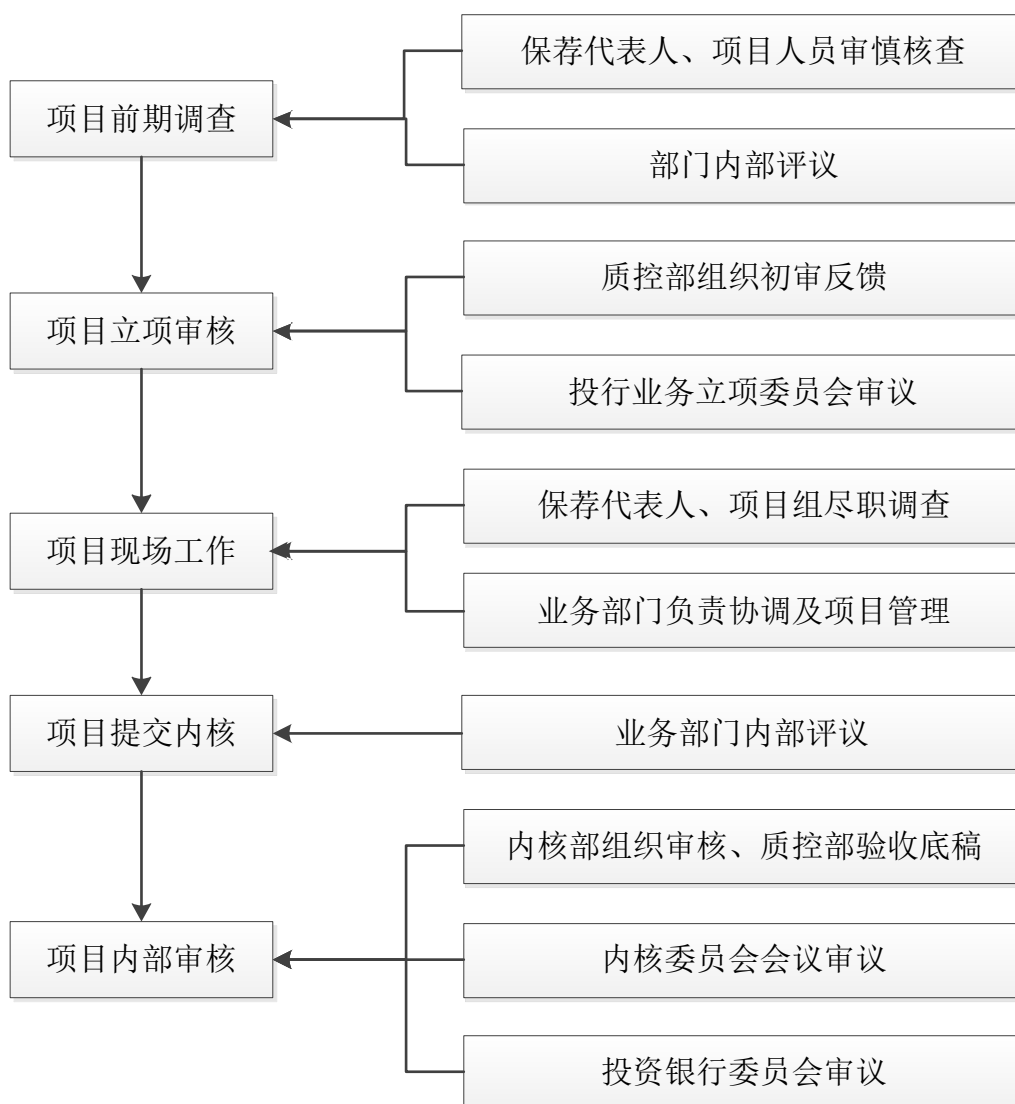 保荐代表人、项目人员审慎核查
项目前期调查
部门内部评议
质控部组织初审反馈
项目立项审核
投行业务立项委员会审议
保荐代表人、项目组尽职调查
项目现场工作
业务部门负责协调及项目管理
项目提交内核
业务部门内部评议
内核部组织审核、质控部验收底稿
项目内部审核
内核委员会会议审议
投资银行委员会审议